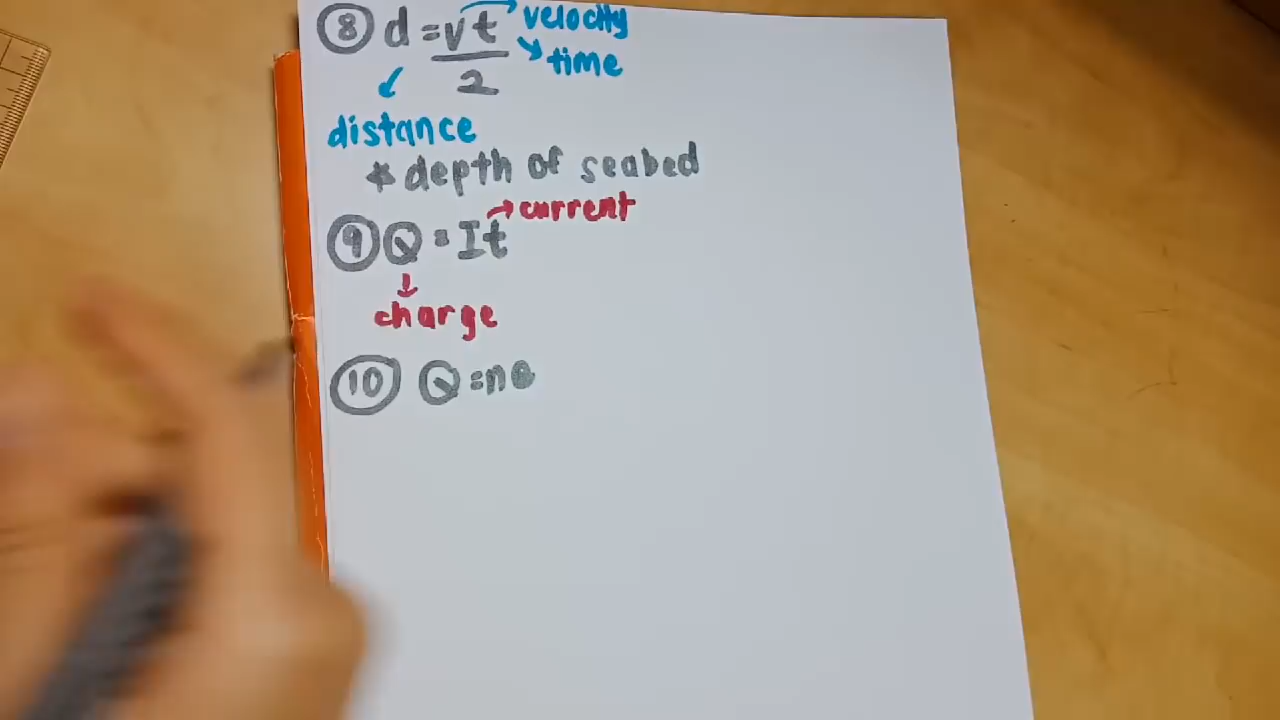 ⑧ d = vt → velocity
2 ↘ time
↙
distance
* depth of seabed
⑨ Q = It → current
↓
charge
⑩ Q = ne